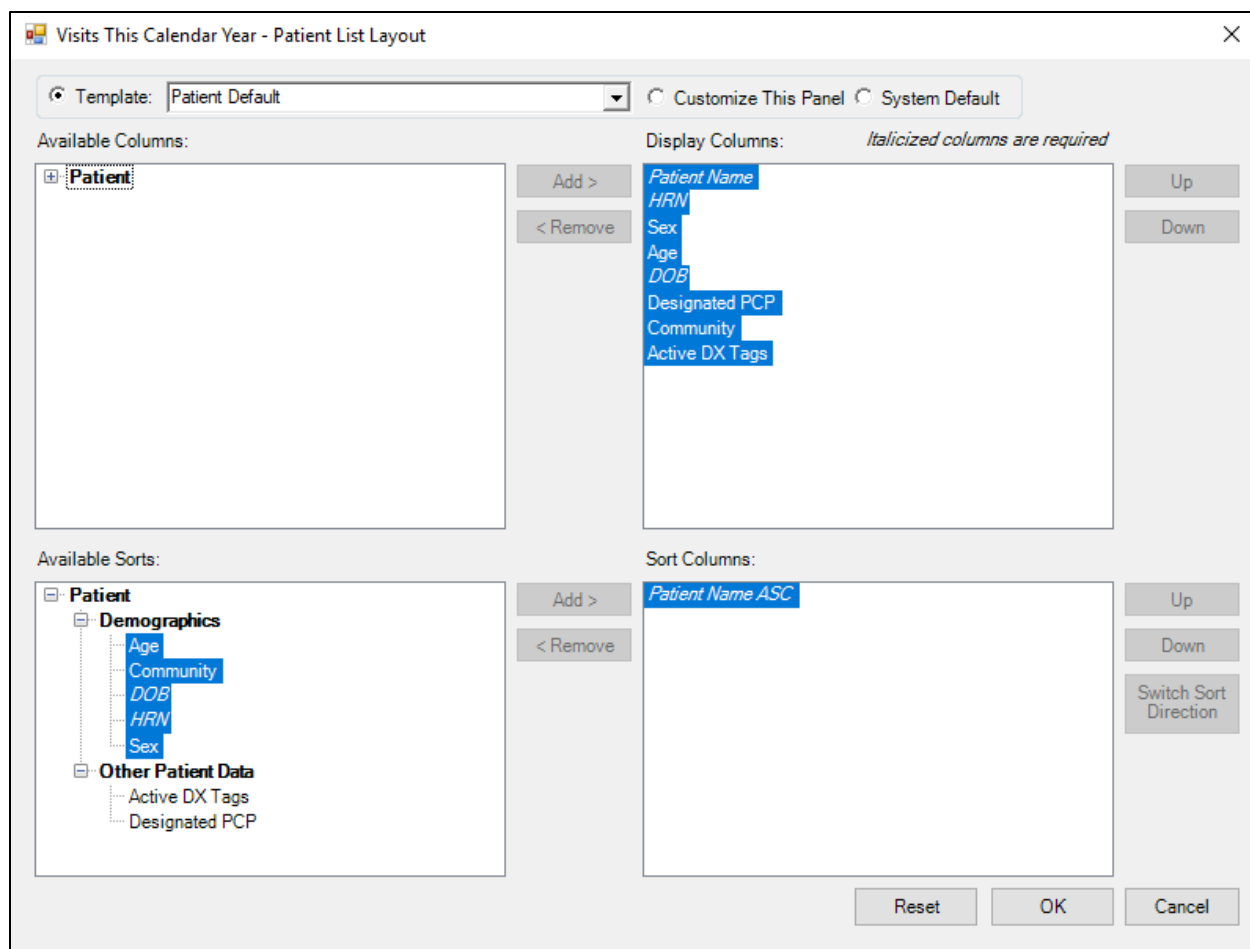 Visits This Calendar Year - Patient List Layout
Template: Patient Default Customize This Panel System Default
Available Columns:
Display Columns: Italicized columns are required
Patient
Add >
< Remove
Patient Name
HRN
Sex
Age
DOB
Designated PCP
Community
Active DX Tags
Up
Down
Available Sorts:
Sort Columns:
Patient
Demographics
Age
Community
DOB
HRN
Sex
Other Patient Data
Active DX Tags
Designated PCP
Add >
< Remove
Patient Name ASC
Up
Down
Switch Sort
Direction
Reset OK Cancel